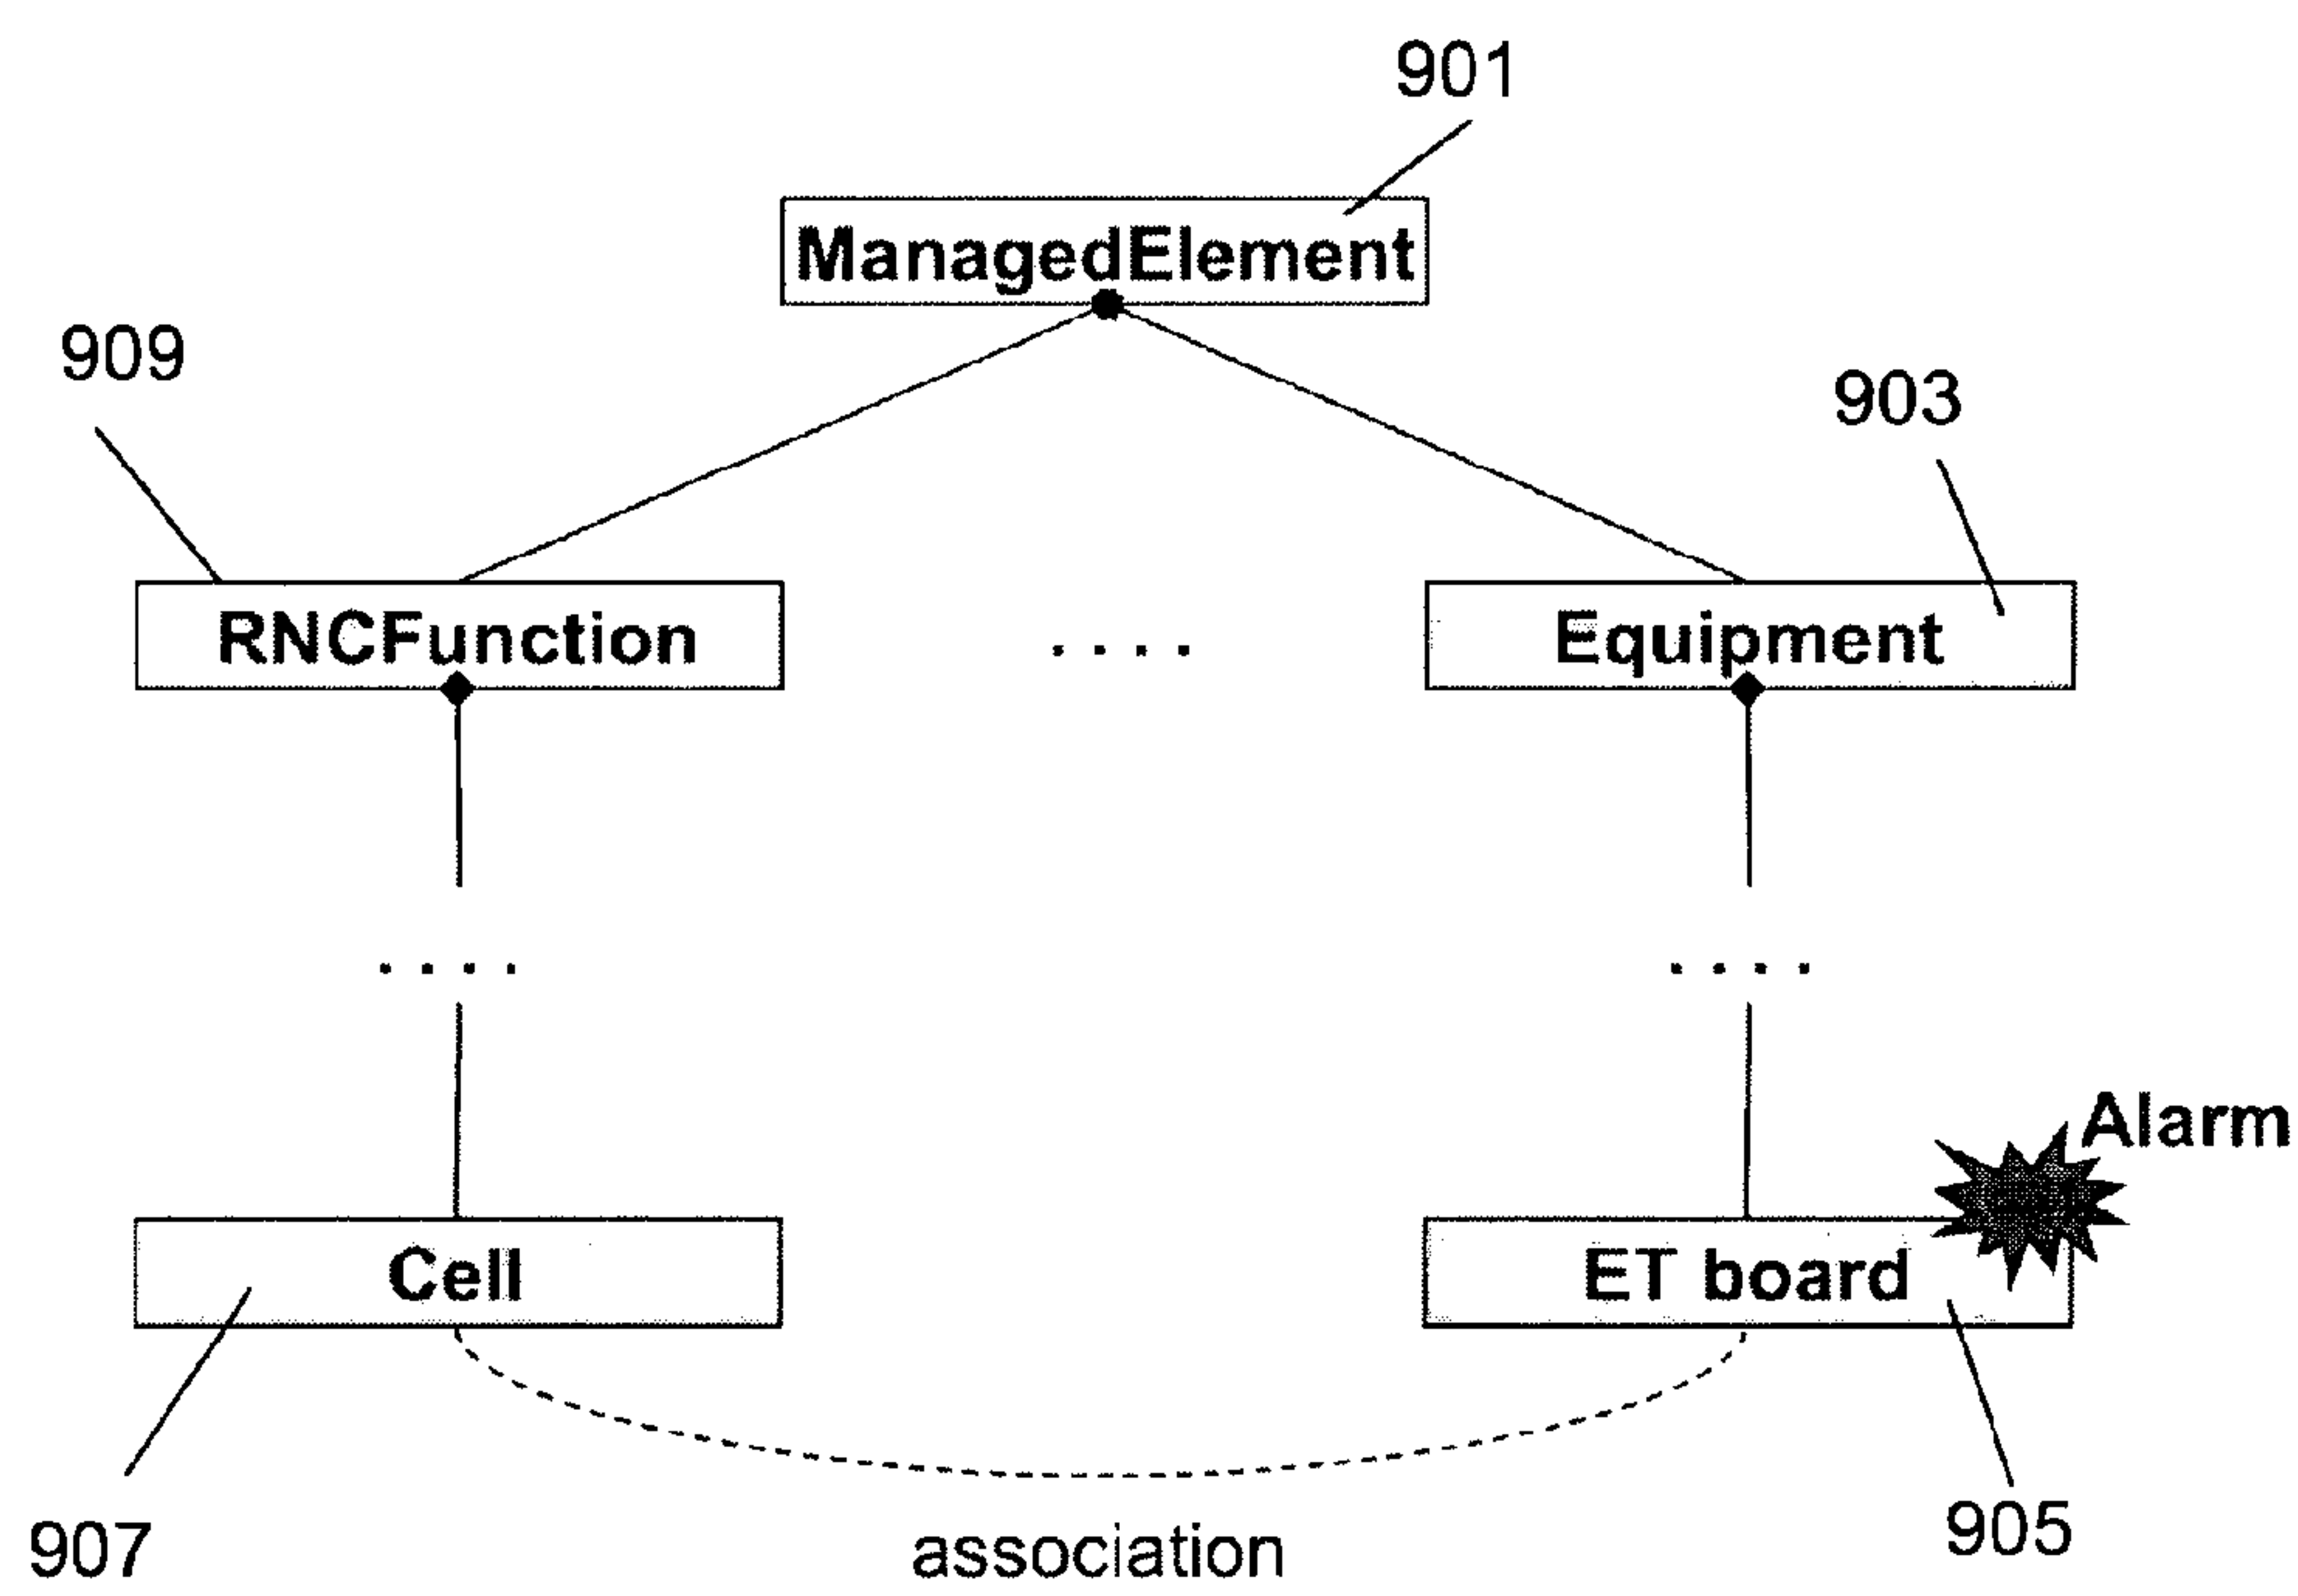 901
ManagedElement
909
903
RNCFunction
....
Equipment
....
....
Alarm
Cell
ET board
907
association
905